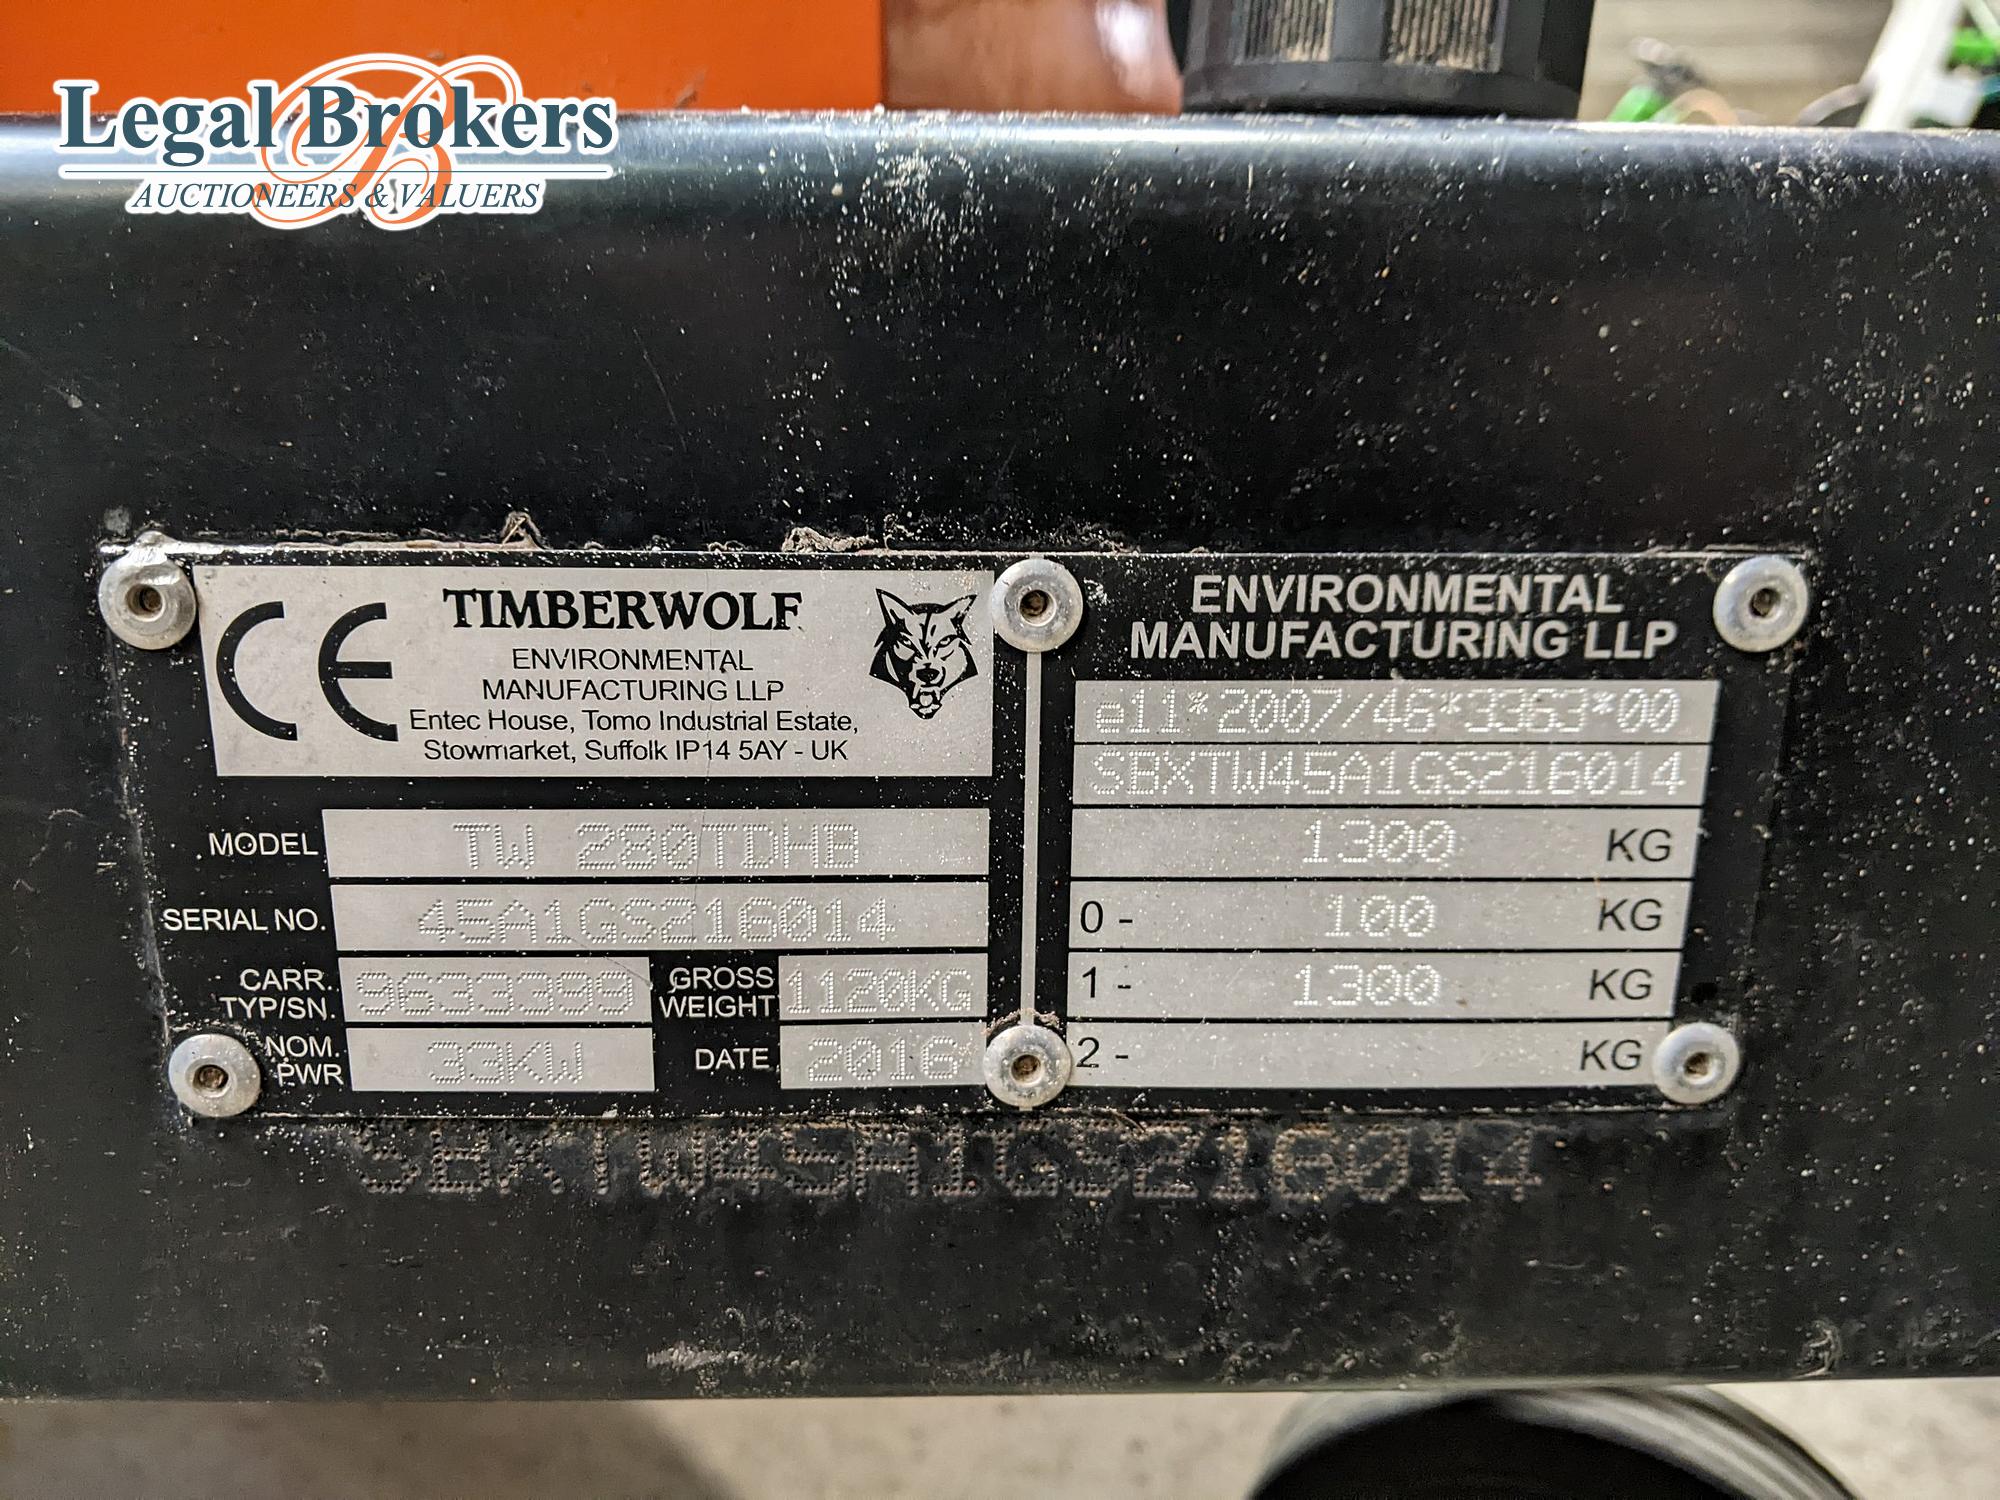 Legal Brokers
AUCTIONEERS & VALUERS
CE
TIMBERWOLF
ENVIRONMENTAL
MANUFACTURING LLP
Entec House, Tomo Industrial Estate,
Stowmarket, Suffolk IP14 5AY - UK
MODEL TW 280TDHB
SERIAL NO. 45A1GS216014
CARR. TYP/SN. 9633399 GROSS WEIGHT 1120KG
NOM. PWR 33KW DATE 2016
ENVIRONMENTAL
MANUFACTURING LLP
e11*2007/46*3363*00
SBXTW45A1GS216014
1300 KG
0 - 100 KG
1 - 1300 KG
2 - KG
SBXTW45A1GS216014